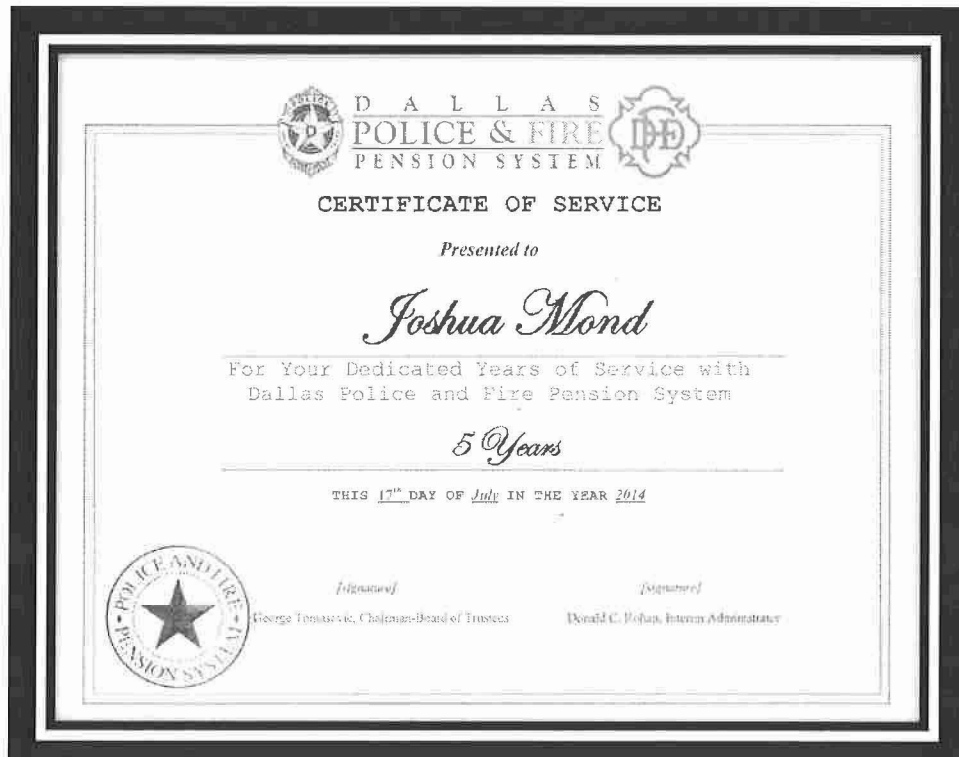 DALLAS
POLICE & FIRE
PENSION SYSTEM
CERTIFICATE OF SERVICE
Presented to
Joshua Mond
For Your Dedicated Years of Service with
Dallas Police and Fire Pension System
5 Years
THIS 17th DAY OF July IN THE YEAR 2014
[signature]
[signature]
George Tomasovic, Chairman-Board of Trustees
Donald C. Rohan, Interim Administrator
POLICE AND FIRE
PENSION SYSTEM